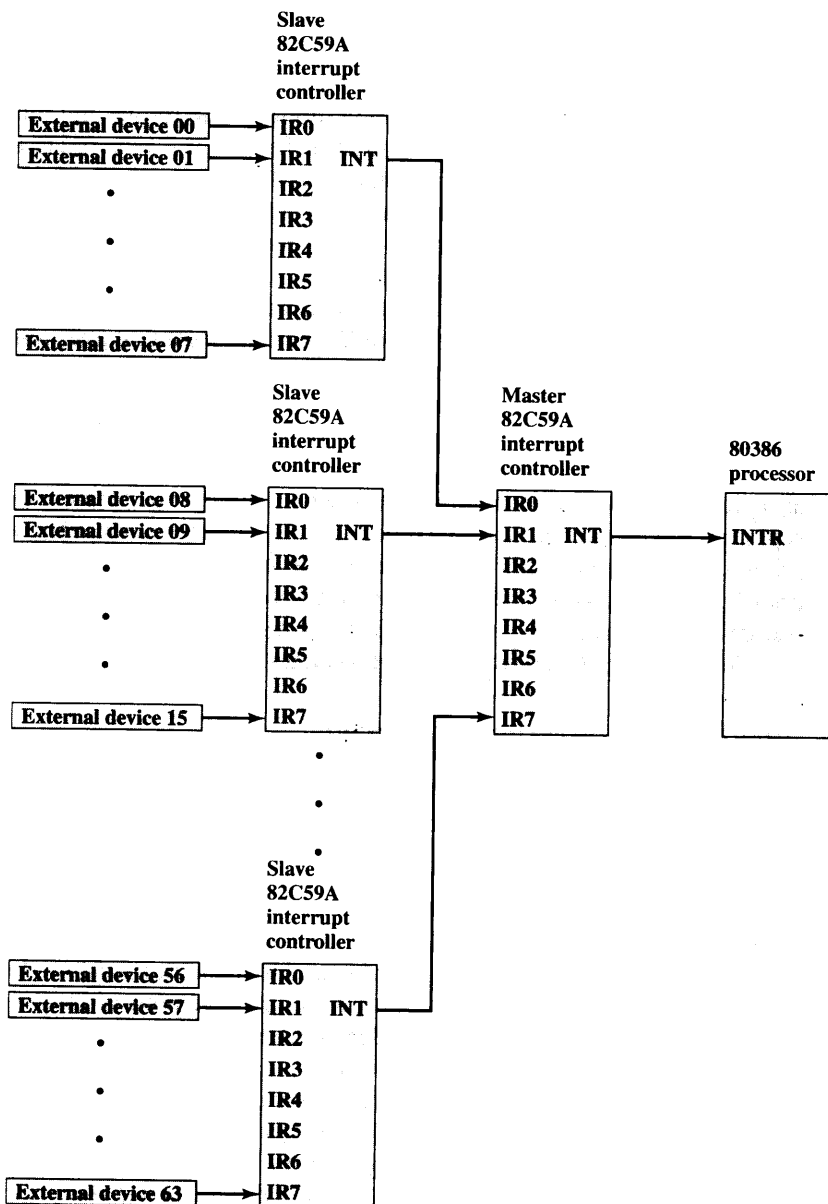 Slave
82C59A
interrupt
controller
External device 00
IR0
External device 01
IR1 INT
IR2
IR3
IR4
IR5
IR6
External device 07
IR7
Slave
82C59A
interrupt
controller
Master
82C59A
interrupt
controller
80386
processor
External device 08
IR0
IR0
External device 09
IR1 INT
IR1 INT
INTR
IR2
IR2
IR3
IR3
IR4
IR4
IR5
IR5
IR6
IR6
External device 15
IR7
IR7
Slave
82C59A
interrupt
controller
External device 56
IR0
External device 57
IR1 INT
IR2
IR3
IR4
IR5
IR6
External device 63
IR7